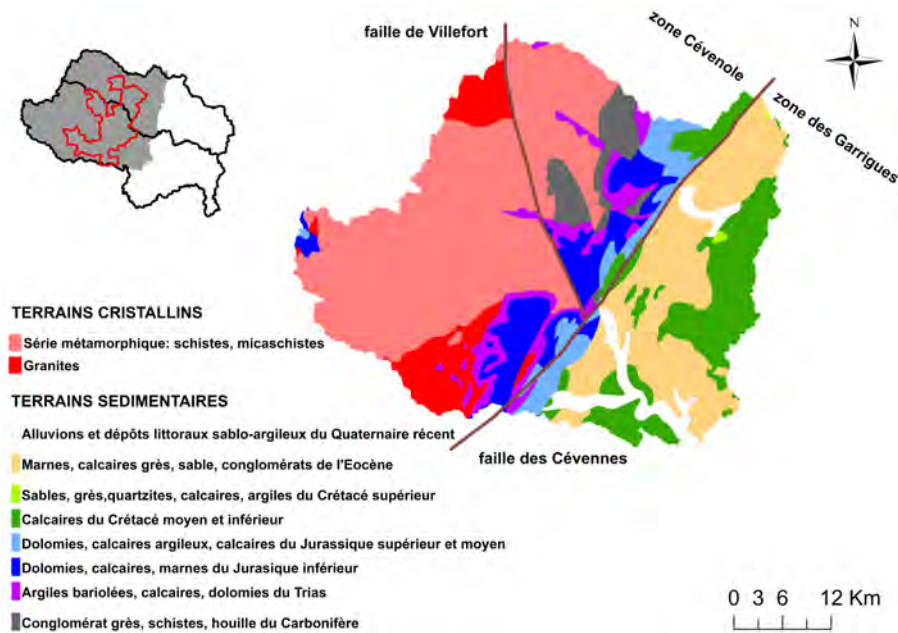 faille de Villefort
zone Cévenole
N
zone des Garrigues
TERRAINS CRISTALLINS
Série métamorphique: schistes, micaschistes
Granites
TERRAINS SEDIMENTAIRES
Alluvions et dépôts littoraux sablo-argileux du Quaternaire récent
faille des Cévennes
Marnes, calcaires grès, sable, conglomérats de l'Eocène
Sables, grès,quartzites, calcaires, argiles du Crétacé supérieur
Calcaires du Crétacé moyen et inférieur
Dolomies, calcaires argileux, calcaires du Jurassique supérieur et moyen
Dolomies, calcaires, marnes du Jurasique inférieur
Argiles bariolées, calcaires, dolomies du Trias
Conglomérat grès, schistes, houille du Carbonifère
0 3 6 12 Km